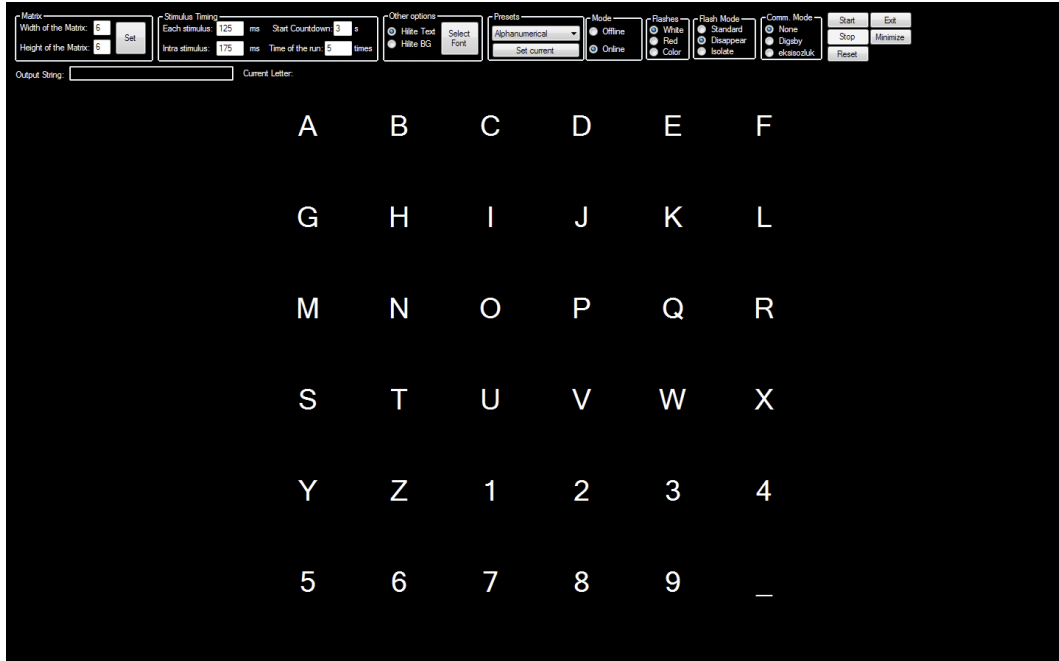 Matrix
Width of the Matrix: 6
Height of the Matrix: 6
Set
Stimulus Timing
Each stimulus: 125 ms Start Countdown: 3 s
Intra stimulus: 175 ms Time of the run: 5 times
Other options
Hilite Text
Hilite BG
Select
Font
Presets
Alphanumerical
Set current
Mode
Offline
Online
Flashes
White
Red
Color
Flash Mode
Standard
Disappear
Isolate
Comm. Mode
None
Digsby
eksisozluk
Start Exit
Stop Minimize
Reset
Output String: Current Letter:
A B C D E F
G H I J K L
M N O P Q R
S T U V W X
Y Z 1 2 3 4
5 6 7 8 9 _